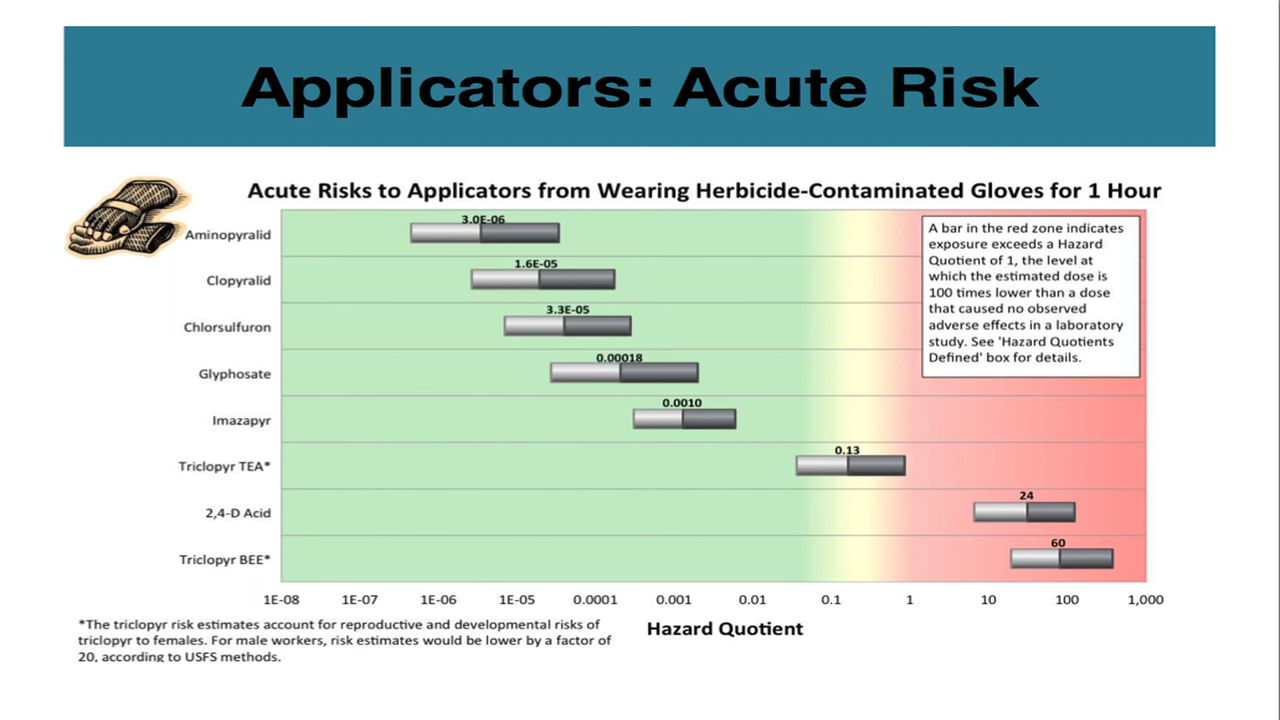 Applicators: Acute Risk
Acute Risks to Applicators from Wearing Herbicide-Contaminated Gloves for 1 Hour
A bar in the red zone indicates
exposure exceeds a Hazard
Quotient of 1, the level at
which the estimated dose is
100 times lower than a dose
that caused no observed
adverse effects in a laboratory
study. See 'Hazard Quotients
Defined' box for details.
3.0E-06
Aminopyralid
1.6E-05
Clopyralid
3.3E-05
Chlorsulfuron
0.00018
Glyphosate
0.0010
Imazapyr
0.13
Triclopyr TEA*
24
2,4-D Acid
60
Triclopyr BEE*
1E-08 1E-07 1E-06 1E-05 0.0001 0.001 0.01 0.1 1 10 100 1,000
Hazard Quotient
*The triclopyr risk estimates account for reproductive and developmental risks of
triclopyr to females. For male workers, risk estimates would be lower by a factor of
20, according to USFS methods.